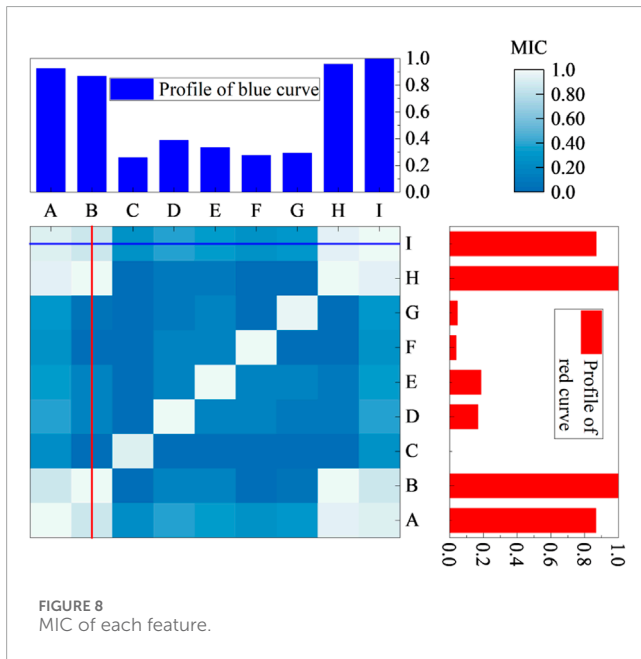 MIC
1.0
0.80
0.60
0.40
0.20
0.0
Profile of blue curve
1.0
0.8
0.6
0.4
0.2
0.0
A B C D E F G H I
I
H
G
F
E
D
C
B
A
Profile of
red curve
0.0 0.2 0.4 0.6 0.8 1.0
FIGURE 8
MIC of each feature.